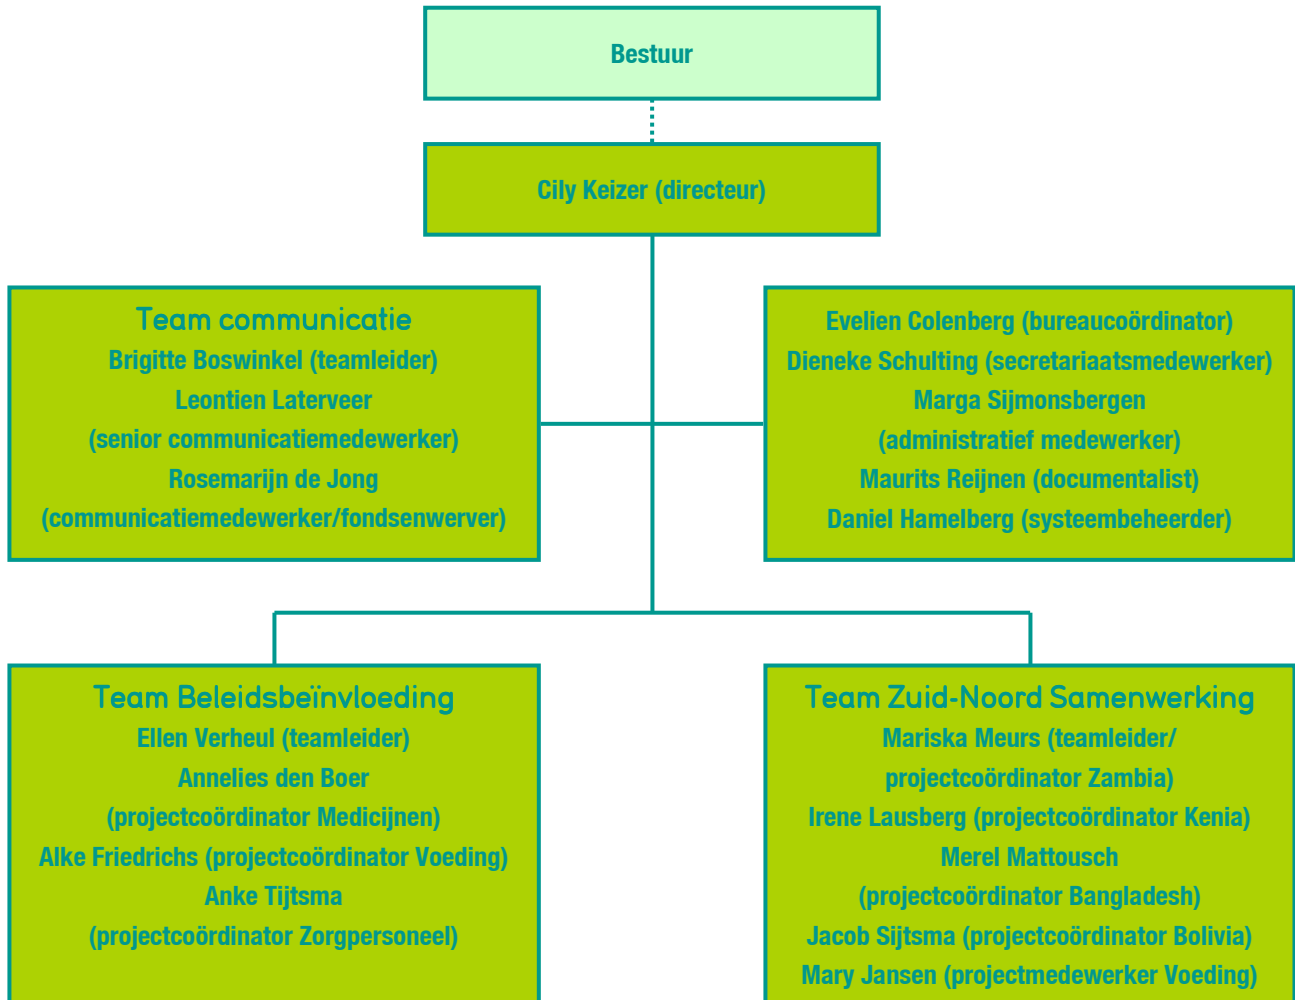 Bestuur
Cily Keizer (directeur)
Team communicatie
Brigitte Boswinkel (teamleider)
Leontien Laterveer
(senior communicatiemedewerker)
Rosemarijn de Jong
(communicatiemedewerker/fondsenwerver)
Evelien Colenberg (bureaucoördinator)
Dieneke Schulting (secretariaatsmedewerker)
Marga Sijmonsbergen
(administratief medewerker)
Maurits Reijnen (documentalist)
Daniel Hamelberg (systeembeheerder)
Team Beleidsbeïnvloeding
Ellen Verheul (teamleider)
Annelies den Boer
(projectcoördinator Medicijnen)
Alke Friedrichs (projectcoördinator Voeding)
Anke Tijtsma
(projectcoördinator Zorgpersoneel)
Team Zuid-Noord Samenwerking
Mariska Meurs (teamleider/
projectcoördinator Zambia)
Irene Lausberg (projectcoördinator Kenia)
Merel Mattousch
(projectcoördinator Bangladesh)
Jacob Sijtsma (projectcoördinator Bolivia)
Mary Jansen (projectmedewerker Voeding)